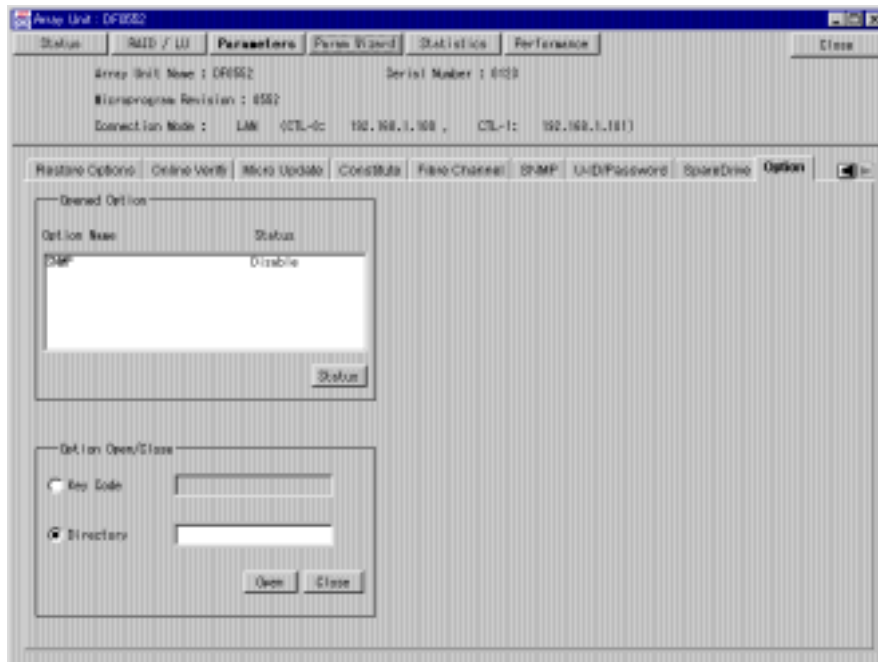 Array Unit : DF0552
Status RAID / LU Parameters Param Wizard Statistics Performance Close
Array Unit Name : DF0552 Serial Number : 0123
Microprogram Revision : 0552
Connection Mode : LAN (CTL-0: 192.168.1.100 , CTL-1: 192.168.1.101)
Restore Options Online Verify Micro Update Constitute Fibre Channel SNMP U-ID/Password SpareDrive Option
Opened Option
Option Name Status
SNMP Disable
Status
Option Open/Close
Key Code
Directory
Open Close